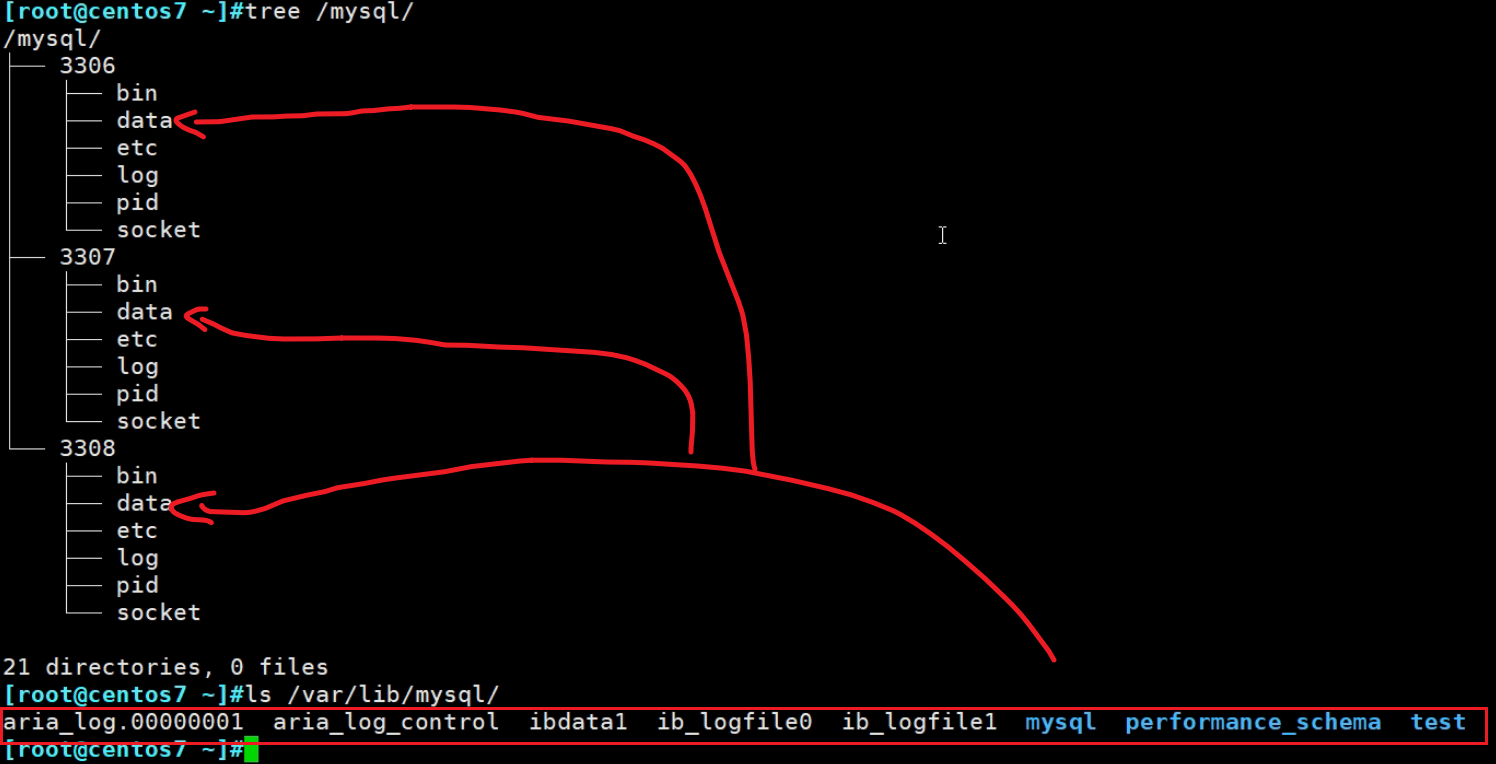 [root@centos7 ~]#tree /mysql/
/mysql/
├── 3306
│   ├── bin
│   ├── data
│   ├── etc
│   ├── log
│   ├── pid
│   └── socket
├── 3307
│   ├── bin
│   ├── data
│   ├── etc
│   ├── log
│   ├── pid
│   └── socket
└── 3308
    ├── bin
    ├── data
    ├── etc
    ├── log
    ├── pid
    └── socket
21 directories, 0 files
[root@centos7 ~]#ls /var/lib/mysql/
aria_log.00000001  aria_log_control  ibdata1  ib_logfile0  ib_logfile1  mysql  performance_schema  test
[root@centos7 ~]#